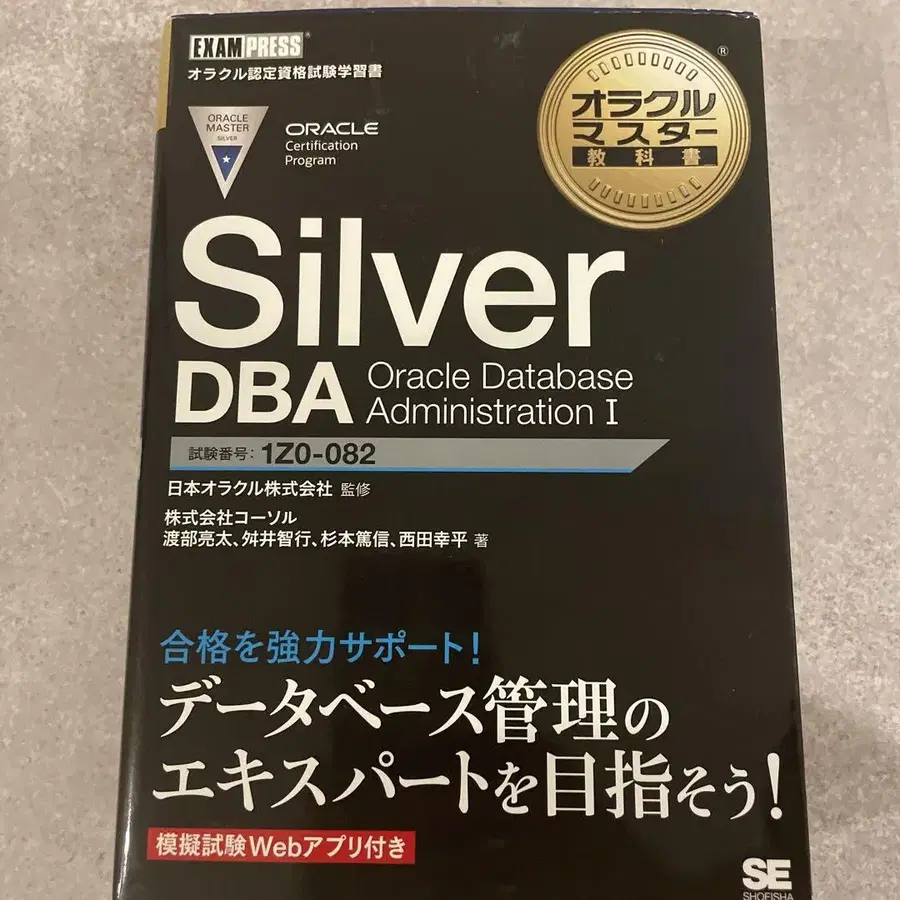 EXAMPRESS®
オラクル認定資格試験学習書
ORACLE
MASTER
SILVER
ORACLE
Certification
Program
®
オラクル
マスター
教科書
Silver
DBA
Oracle Database
Administration I
試験番号：1Z0-082
日本オラクル株式会社 監修
株式会社コーソル
渡部亮太、舛井智行、杉本篤信、西田幸平 著
合格を強力サポート！
データベース管理の
エキスパートを目指そう！
模擬試験Webアプリ付き
SE
SHOEISHA